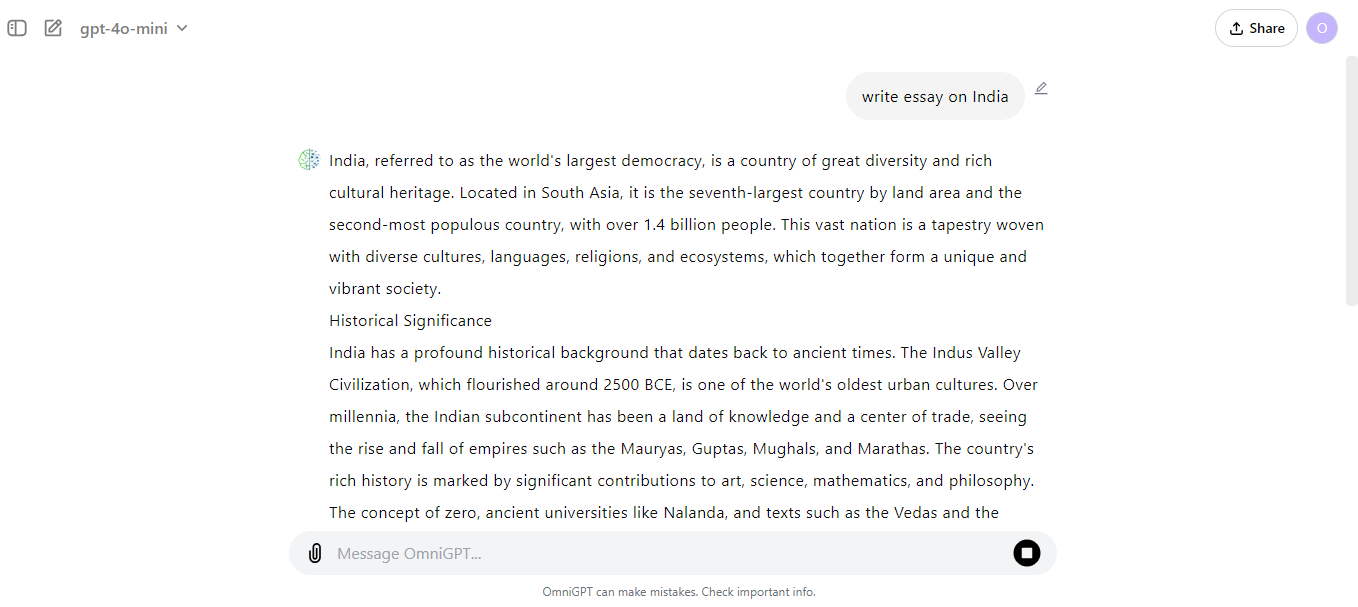 gpt-4o-mini
Share
O
write essay on India
India, referred to as the world's largest democracy, is a country of great diversity and rich
cultural heritage. Located in South Asia, it is the seventh-largest country by land area and the
second-most populous country, with over 1.4 billion people. This vast nation is a tapestry woven
with diverse cultures, languages, religions, and ecosystems, which together form a unique and
vibrant society.
Historical Significance
India has a profound historical background that dates back to ancient times. The Indus Valley
Civilization, which flourished around 2500 BCE, is one of the world's oldest urban cultures. Over
millennia, the Indian subcontinent has been a land of knowledge and a center of trade, seeing
the rise and fall of empires such as the Mauryas, Guptas, Mughals, and Marathas. The country's
rich history is marked by significant contributions to art, science, mathematics, and philosophy.
The concept of zero, ancient universities like Nalanda, and texts such as the Vedas and the
Message OmniGPT...
OmniGPT can make mistakes. Check important info.